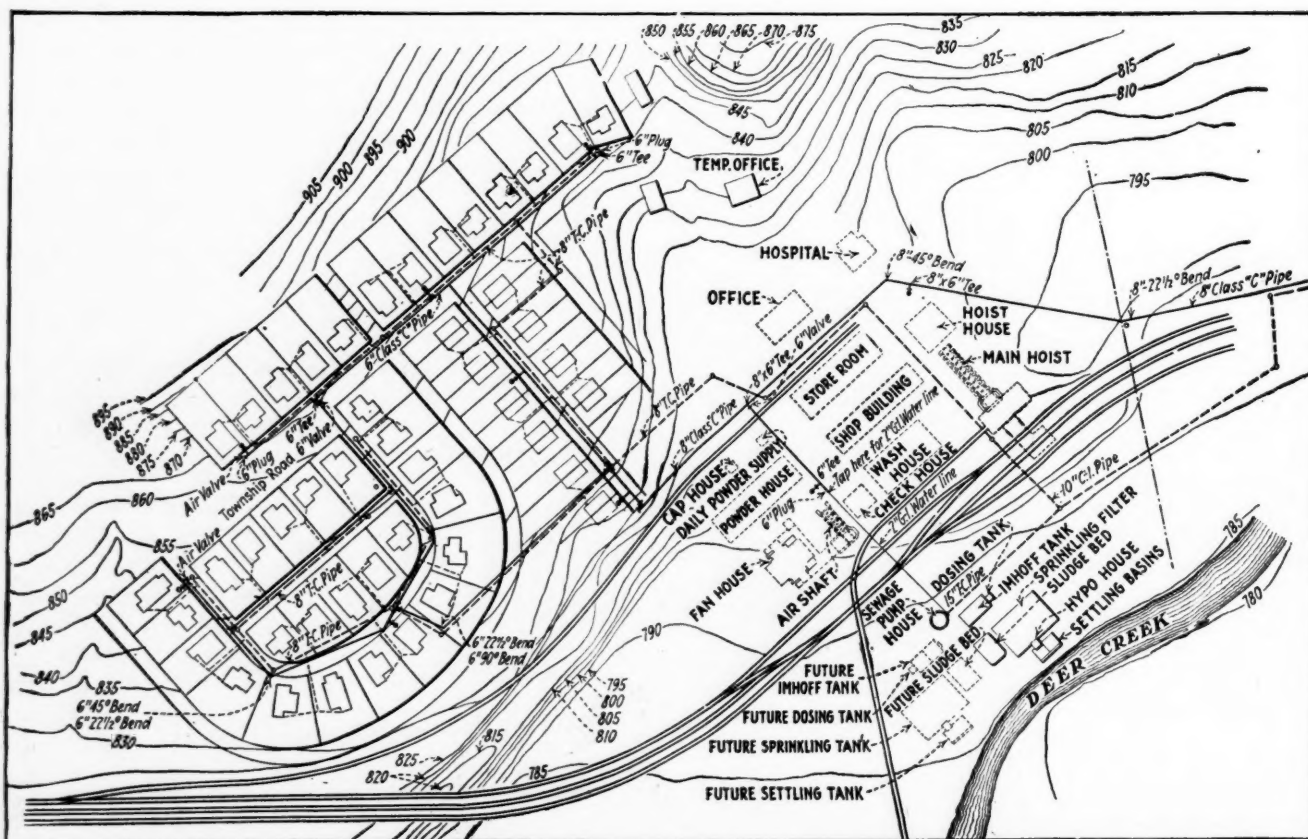 850 855 860 865 870 875
835
830
825
820
815
810
805
800
795
845
840
905
900
895
900
6"Plug
6"Tee
TEMP. OFFICE.
8"T.C.Pipe
HOSPITAL
8"45°Bend
8"x6"Tee
8"-22½°Bend
8"Class"C"Pipe
OFFICE
HOIST
HOUSE
MAIN HOIST
6"Class"C"Pipe
8"x6"Tee, 6"Valve
STORE ROOM
SHOP BUILDING
8"T.C.Pipe
8"Class"C"Pipe
6"Tee
Tap here for 2"G.I.Water line
WASH
HOUSE
CHECK HOUSE
2"G.I.Water line
10"C.I.Pipe
895
890
885
880
875
870
6"Plug
Air Valve
Township Road
6"Tee
6"Valve
865
860
855
Air Valve
850
845
840
835
830
8"T.C.Pipe
8"T.C.Pipe
6"45°Bend
6"22½°Bend
6"22½°Bend
6"90°Bend
CAP HOUSE
DAILY POWDER SUPPLY
POWDER HOUSE
6"Plug
FAN HOUSE
AIR SHAFT
SEWAGE
PUMP
HOUSE
DOSING TANK
15"T.C.Pipe
IMHOFF TANK
SPRINKLING FILTER
SLUDGE BED
HYPO HOUSE
SETTLING BASINS
785
780
DEER CREEK
790
795
800
805
810
815
825
820
785
FUTURE
IMHOFF TANK
FUTURE SLUDGE BED
FUTURE DOSING TANK
FUTURE SPRINKLING TANK
FUTURE SETTLING TANK